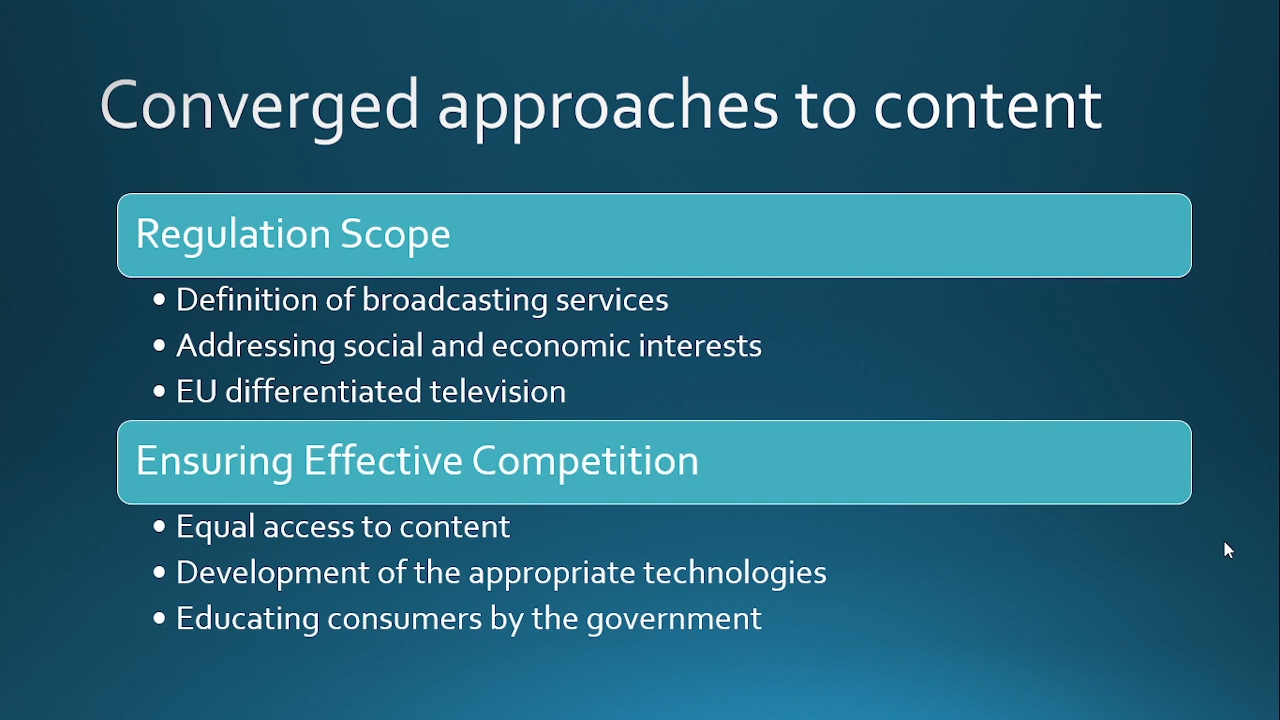 Converged approaches to content
Regulation Scope
• Definition of broadcasting services
• Addressing social and economic interests
• EU differentiated television
Ensuring Effective Competition
• Equal access to content
• Development of the appropriate technologies
• Educating consumers by the government